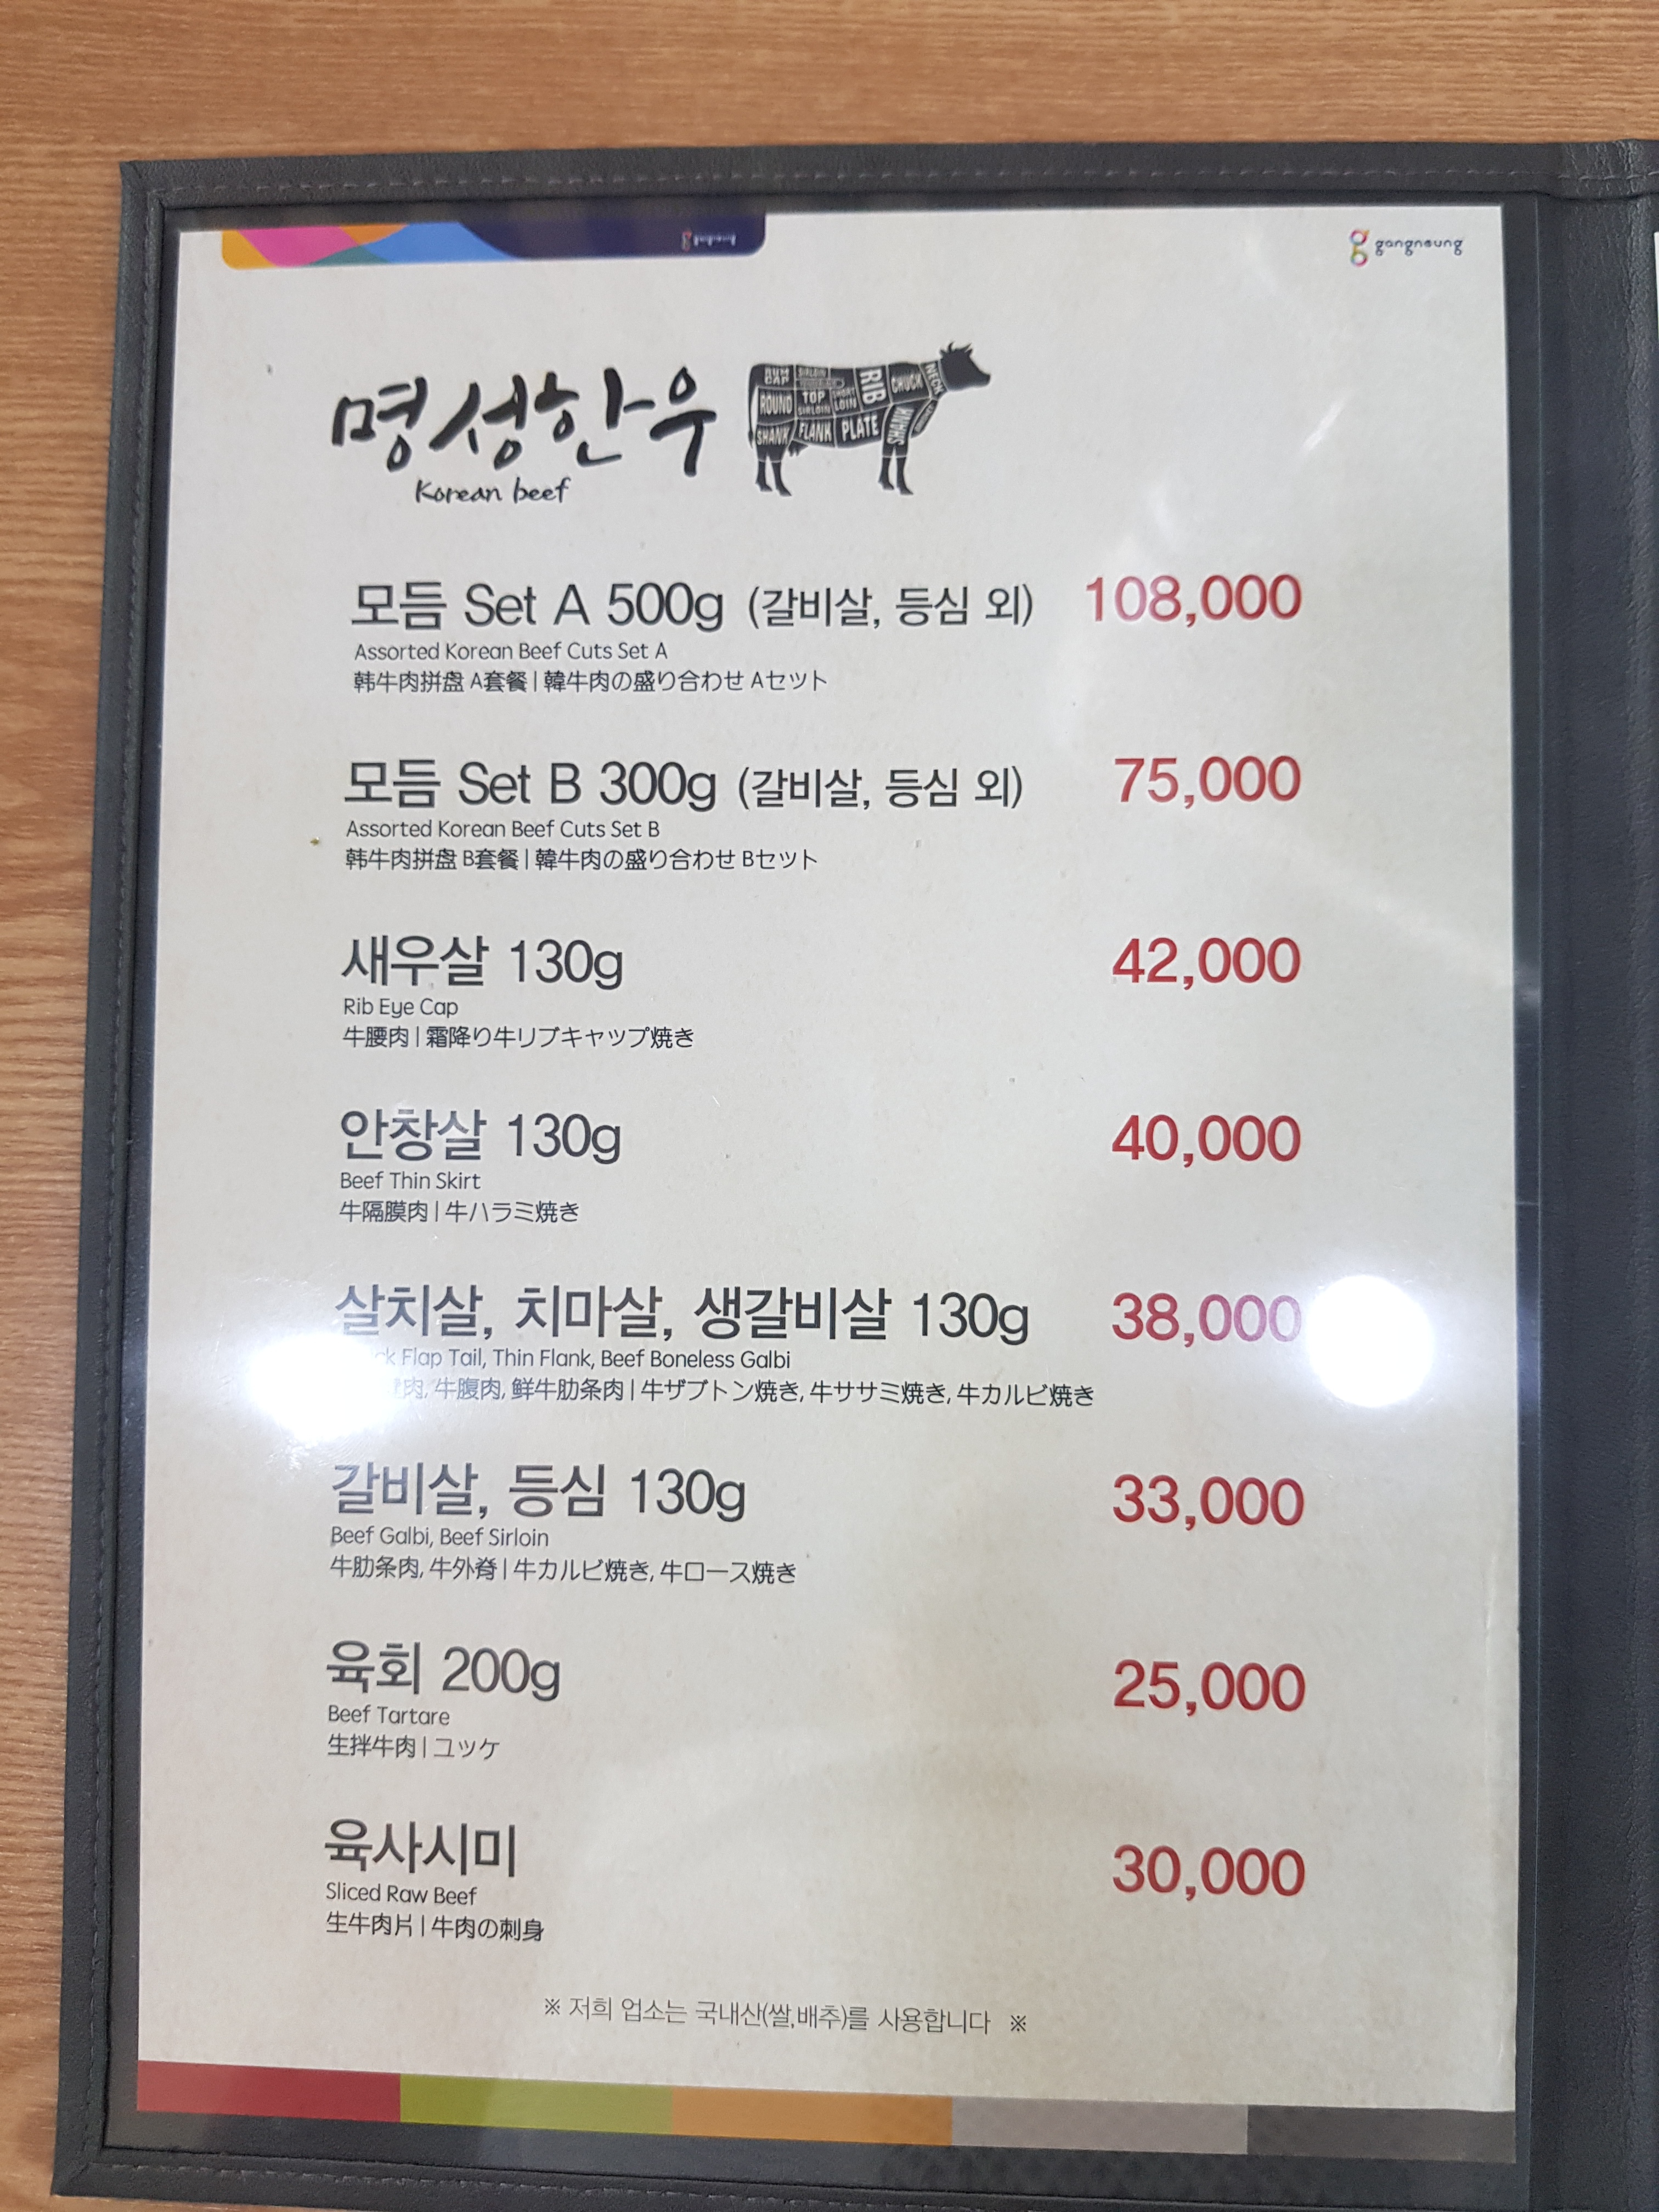 gangneung
gangneung
명성한우
Korean beef
RUMP CAP
SIRLOIN
ROUND
TOP SIRLOIN
SHORT LOIN
RIB
CHUCK
NECK
SHANK
FLANK
PLATE
SHANK
모듬 Set A 500g (갈비살, 등심 외) 108,000
Assorted Korean Beef Cuts Set A
韩牛肉拼盘 A套餐 | 韓牛肉の盛り合わせ Aセット
모듬 Set B 300g (갈비살, 등심 외) 75,000
Assorted Korean Beef Cuts Set B
韩牛肉拼盘 B套餐 | 韓牛肉の盛り合わせ Bセット
새우살 130g 42,000
Rib Eye Cap
牛腰肉 | 霜降り牛リブキャップ焼き
안창살 130g 40,000
Beef Thin Skirt
牛隔膜肉 | 牛ハラミ焼き
살치살, 치마살, 생갈비살 130g 38,000
Flap Tail, Thin Flank, Beef Boneless Galbi
牛腹肉, 鲜牛肋条肉 | 牛ザブトン焼き, 牛ササミ焼き, 牛カルビ焼き
갈비살, 등심 130g 33,000
Beef Galbi, Beef Sirloin
牛肋条肉, 牛外脊 | 牛カルビ焼き, 牛ロース焼き
육회 200g 25,000
Beef Tartare
生拌牛肉 | ユッケ
육사시미 30,000
Sliced Raw Beef
生牛肉片 | 牛肉の刺身
※ 저희 업소는 국내산(쌀,배추)를 사용합니다 ※